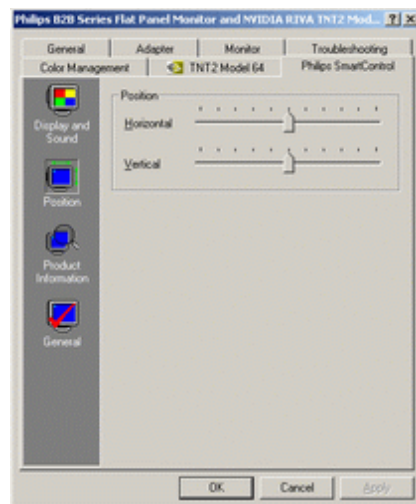 Philips B2B Series Flat Panel Monitor and NVIDIA RIVA TNT2 Mod...
General Adapter Monitor Troubleshooting
Color Management TNT2 Model 64 Philips SmartControl
Display and
Sound
Position
Product
Information
General
Position
Horizontal
Vertical
OK Cancel Apply